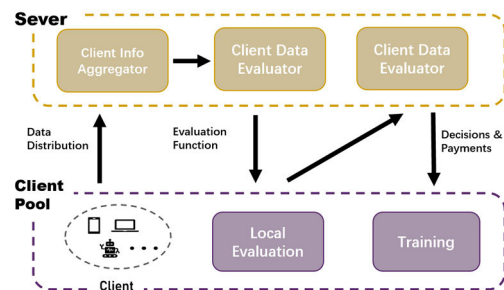 Sever
Client Info
Aggregator
Client Data
Evaluator
Client Data
Evaluator
Data
Distribution
Evaluation
Function
Decisions &
Payments
Client
Pool
Local
Evaluation
Training
Client